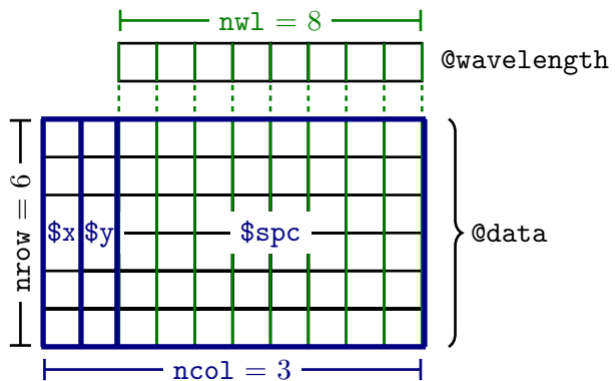 nwl = 8
@wavelength
nrow = 6
$x
$y
$spc
@data
ncol = 3